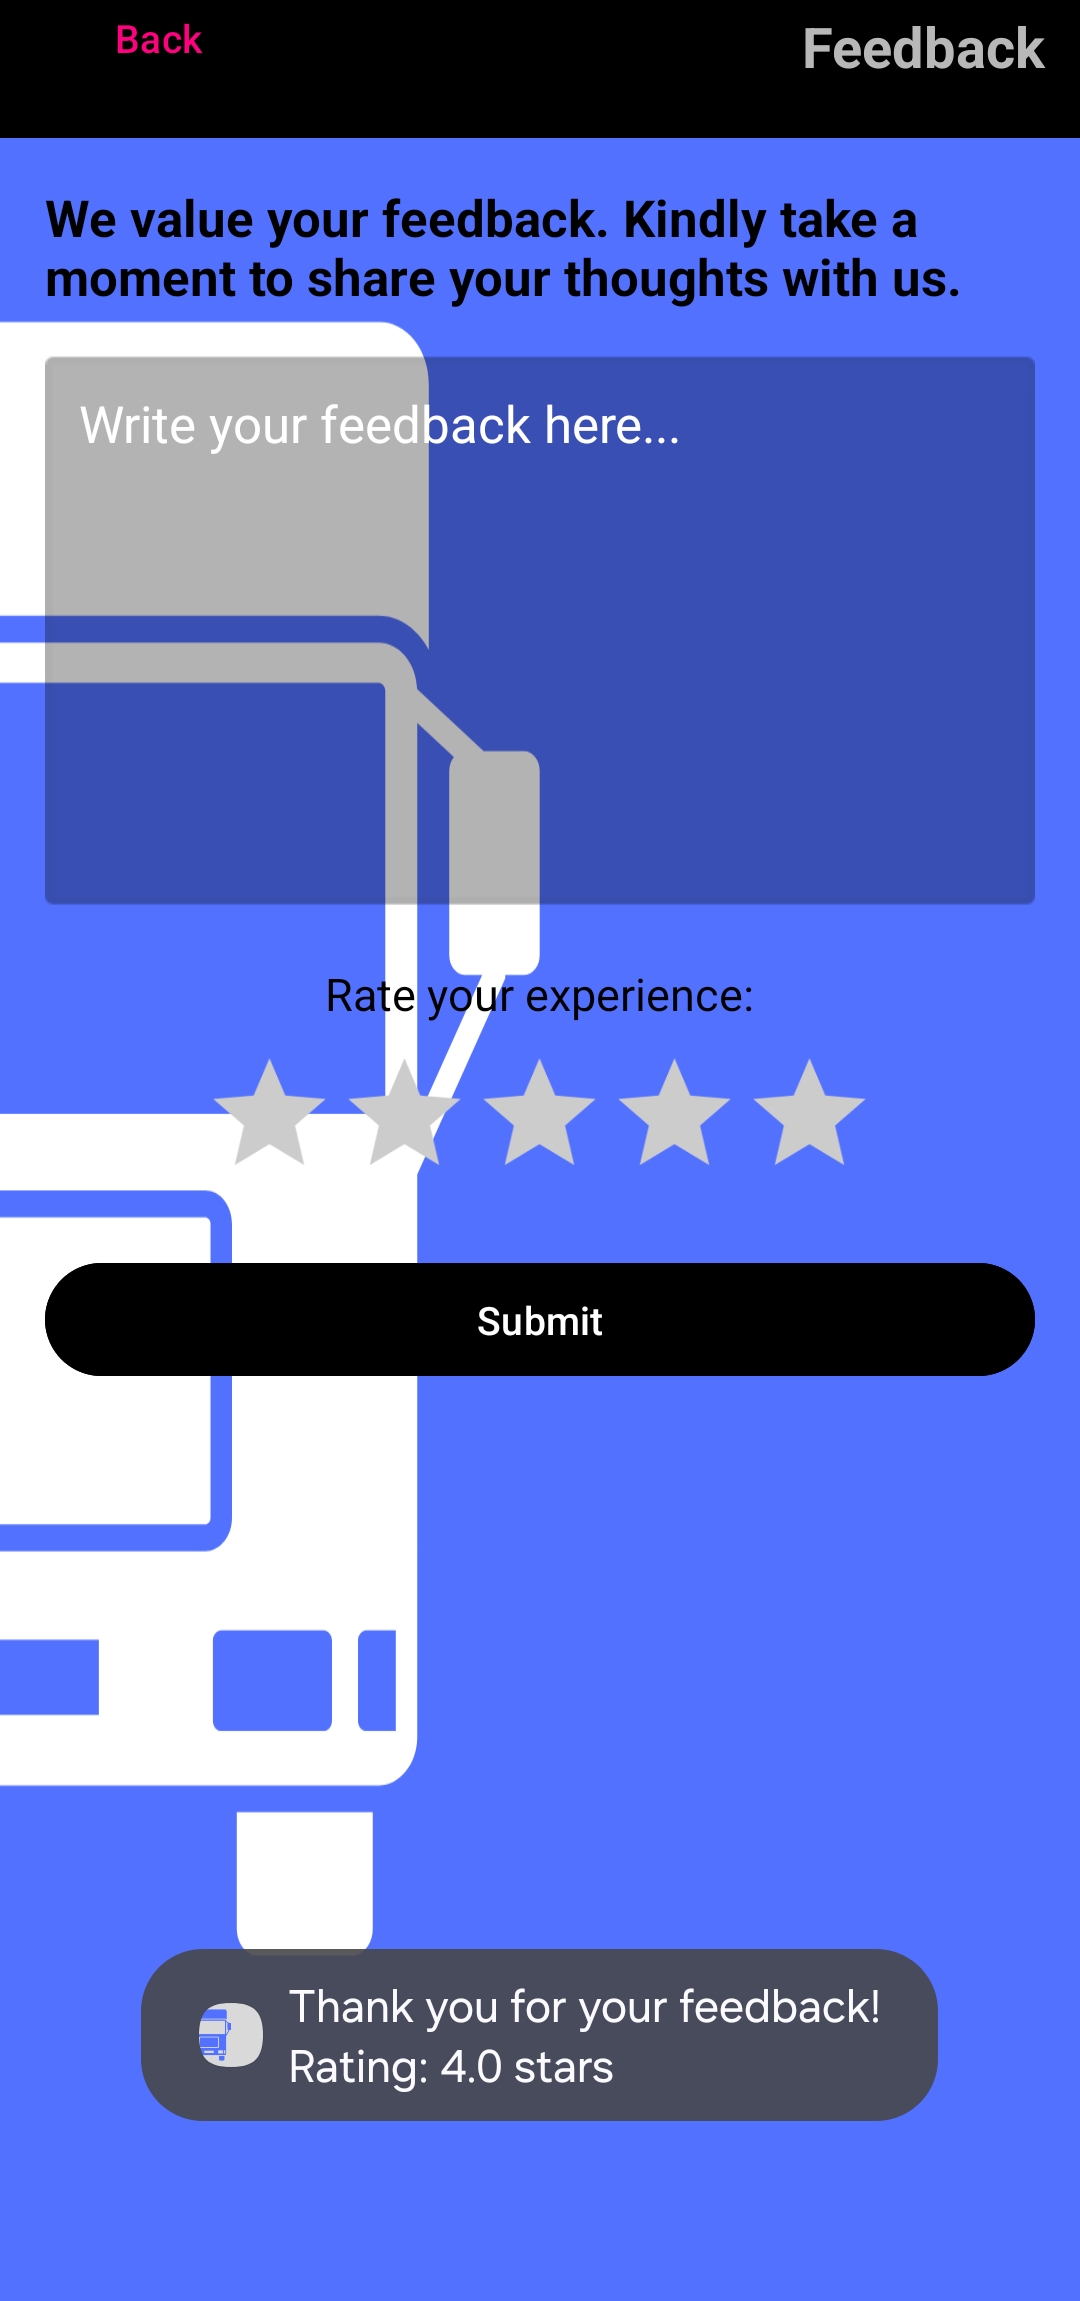 Back
Feedback
We value your feedback. Kindly take a
moment to share your thoughts with us.
Write your feedback here...
Rate your experience:
Submit
Thank you for your feedback!
Rating: 4.0 stars